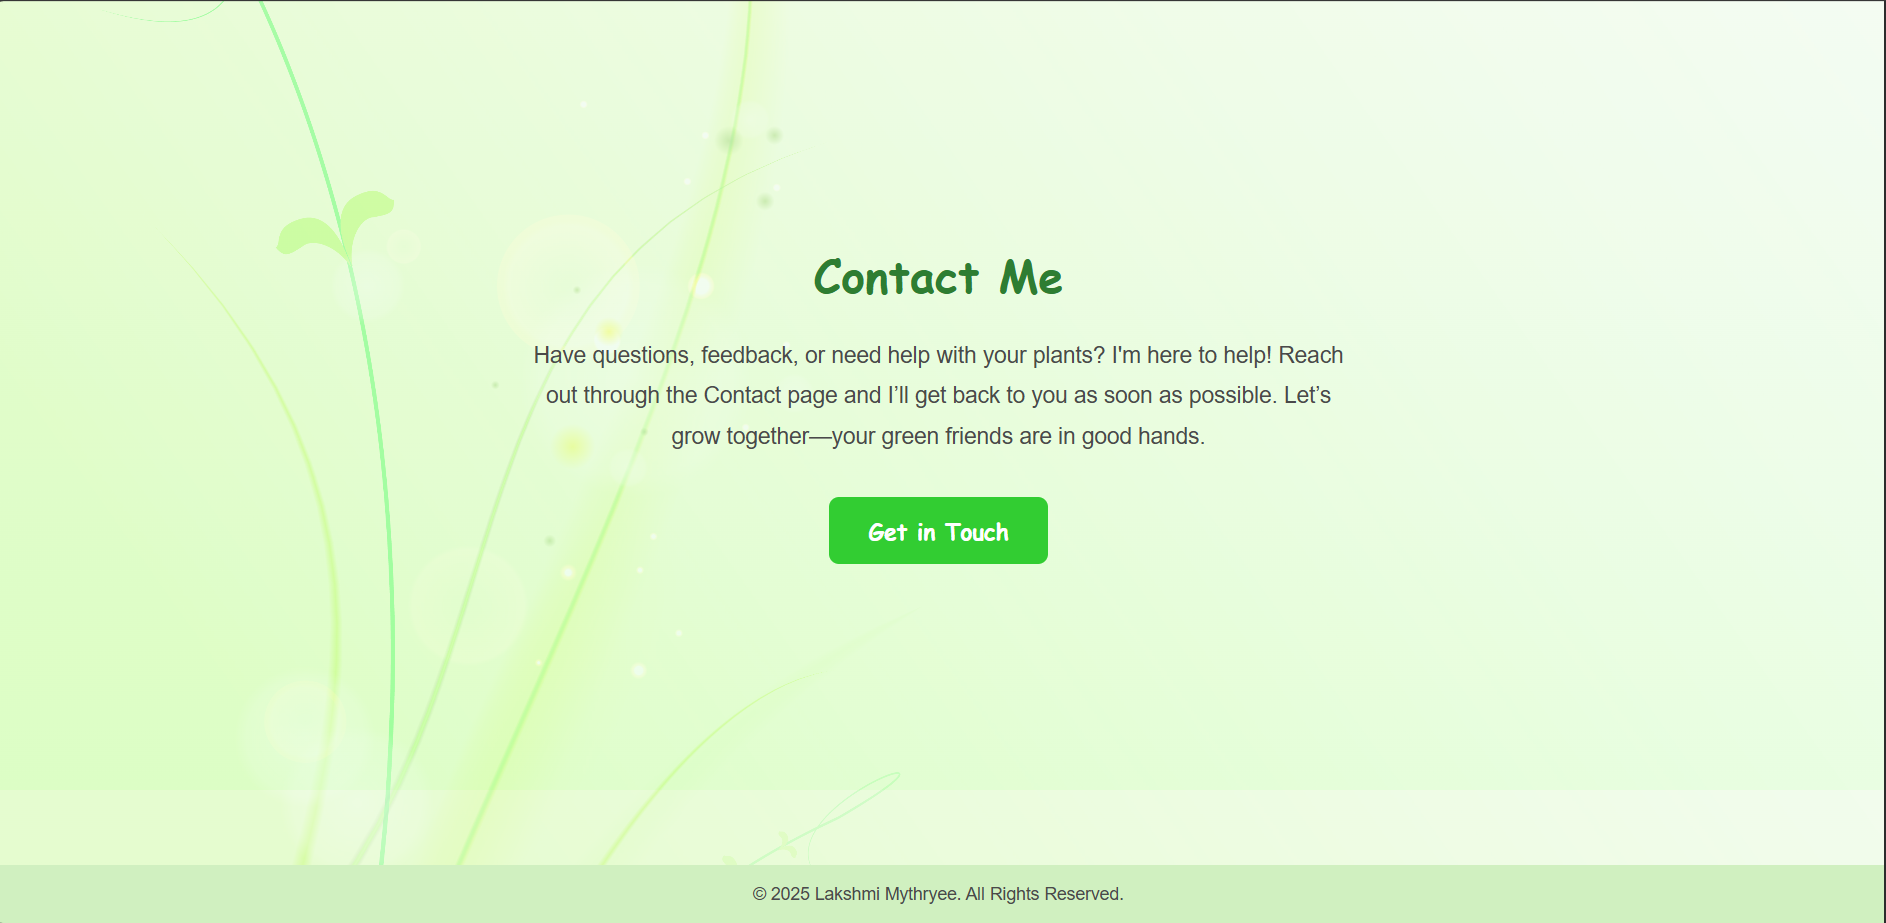 Contact Me
Have questions, feedback, or need help with your plants? I'm here to help! Reach
out through the Contact page and I’ll get back to you as soon as possible. Let’s
grow together—your green friends are in good hands.
Get in Touch
© 2025 Lakshmi Mythryee. All Rights Reserved.